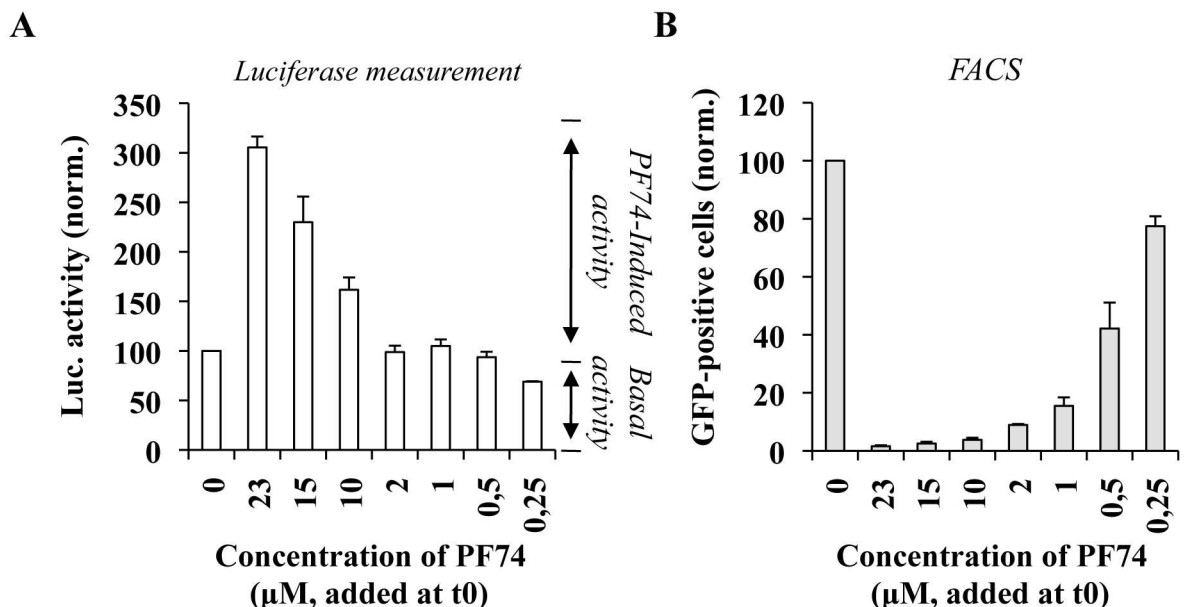 A
Luciferase measurement
Luc. activity (norm.)
350
300
250
200
150
100
50
0
0
23
15
10
2
1
0,5
0,25
Concentration of PF74
(μM, added at t0)
PF74-Induced
activity
Basal
activity
B
FACS
GFP-positive cells (norm.)
120
100
80
60
40
20
0
0
23
15
10
2
1
0,5
0,25
Concentration of PF74
(μM, added at t0)